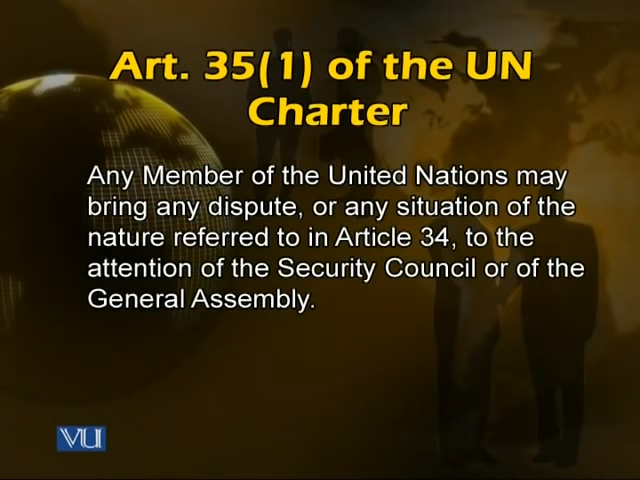 Art. 35(1) of the UN
Charter
Any Member of the United Nations may
bring any dispute, or any situation of the
nature referred to in Article 34, to the
attention of the Security Council or of the
General Assembly.
VU